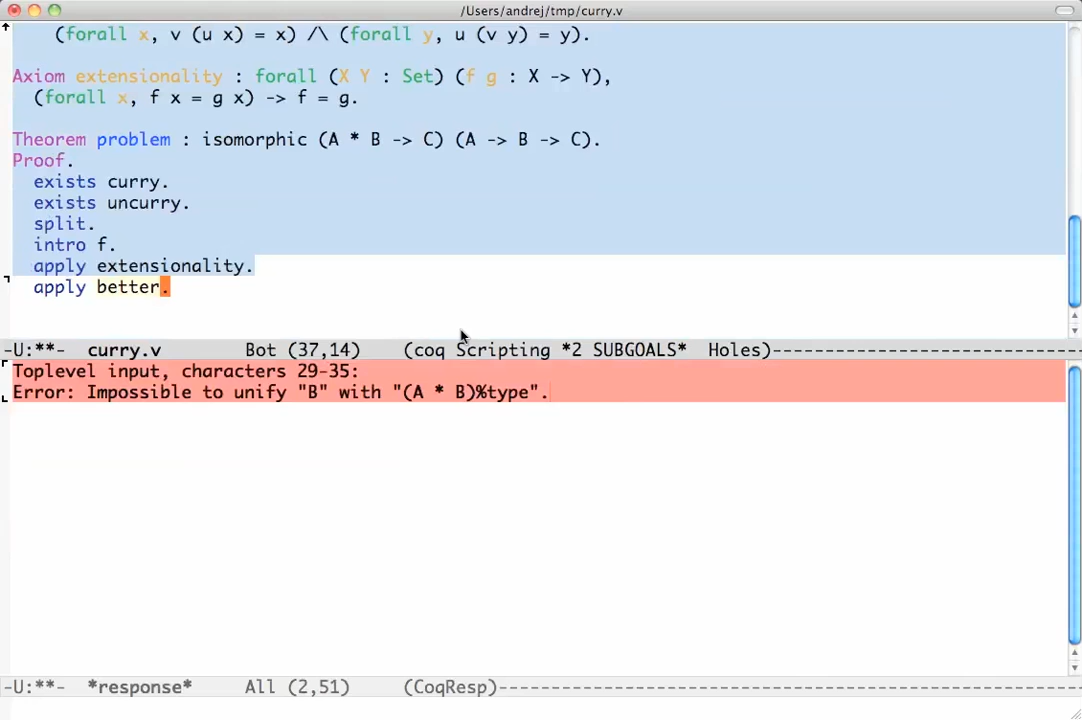 /Users/andrej/tmp/curry.v
(forall x, v (u x) = x) /\ (forall y, u (v y) = y).
Axiom extensionality : forall (X Y : Set) (f g : X -> Y),
(forall x, f x = g x) -> f = g.
Theorem problem : isomorphic (A * B -> C) (A -> B -> C).
Proof.
exists curry.
exists uncurry.
split.
intro f.
apply extensionality.
apply better.
-U:**-  curry.v        Bot (37,14)    (coq Scripting *2 SUBGOALS*  Holes)----------------------------
Toplevel input, characters 29-35:
Error: Impossible to unify "B" with "(A * B)%type".
-U:**-  *response*     All (2,51)     (CoqResp)------------------------------------------------------